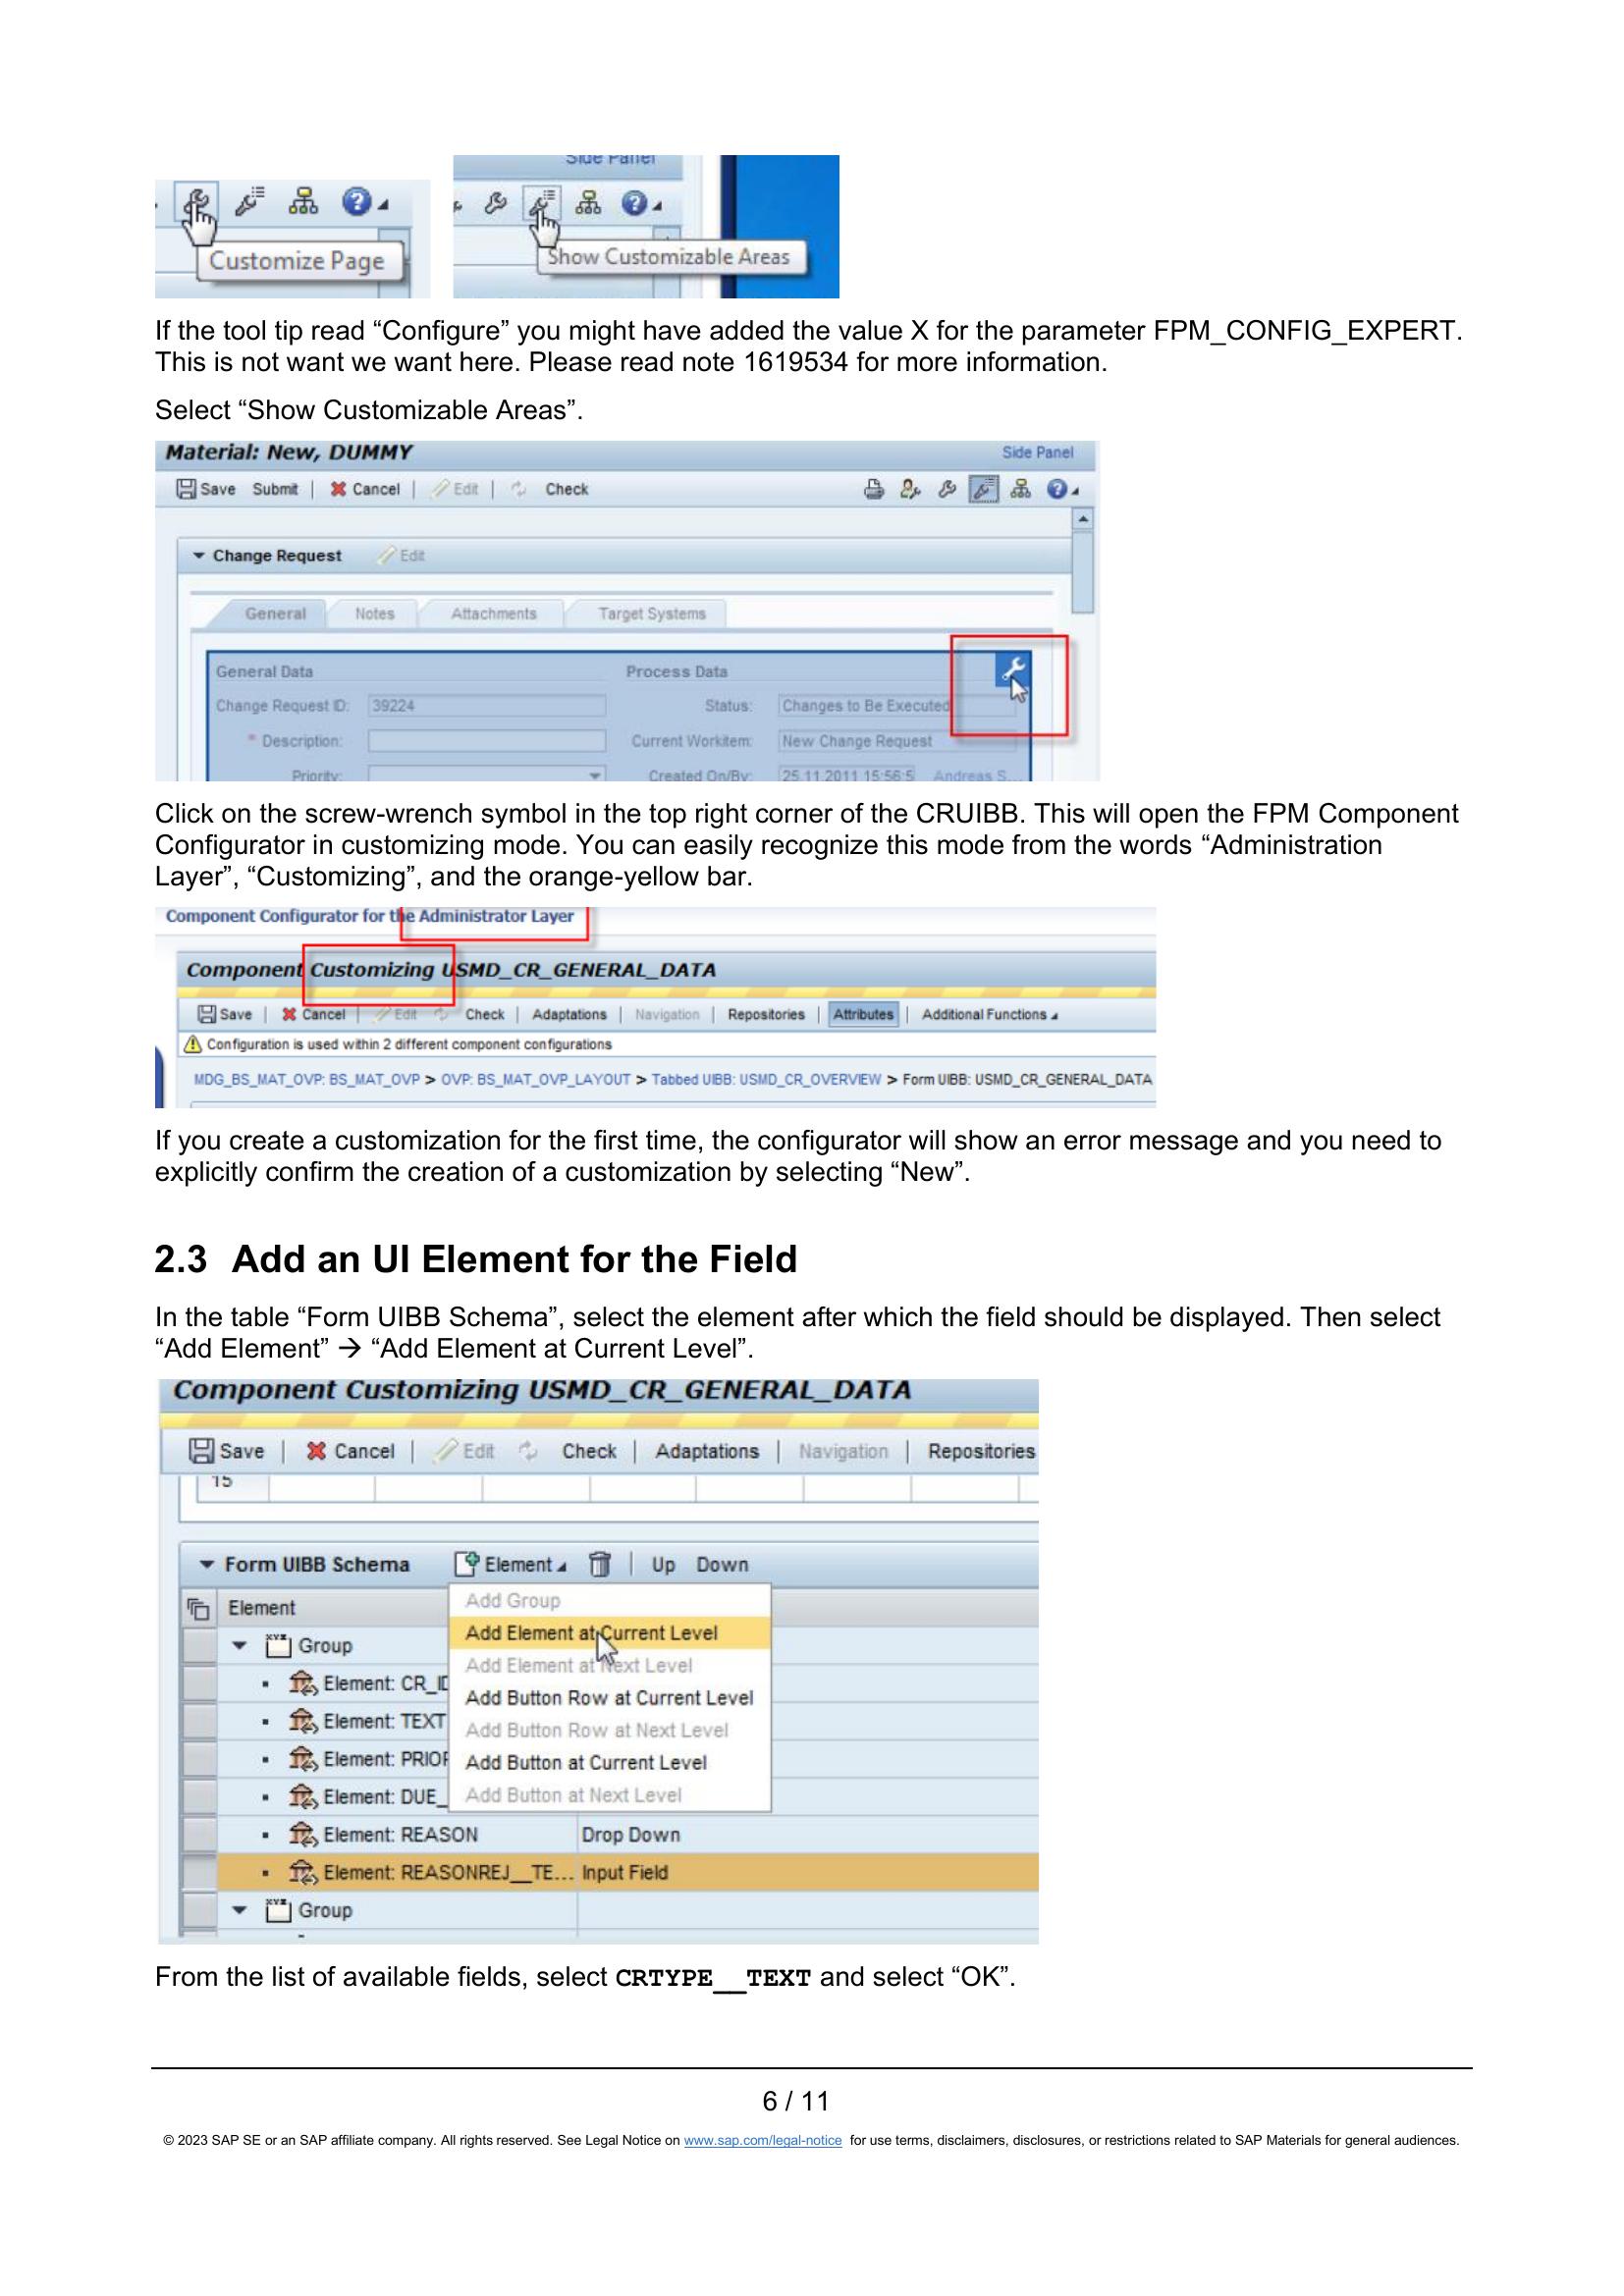 Customize Page
Side Panel
Show Customizable Areas
If the tool tip read “Configure” you might have added the value X for the parameter FPM_CONFIG_EXPERT.
This is not want we want here. Please read note 1619534 for more information.
Select “Show Customizable Areas”.
Material: New, DUMMY Side Panel
Save Submit Cancel Edit Check
Change Request Edit
General Notes Attachments Target Systems
General Data Process Data
Change Request ID: 39224 Status: Changes to Be Executed
* Description: Current Workitem: New Change Request
Priority: Created On/By: 25.11.2011 15:56:5 Andreas S...
Click on the screw-wrench symbol in the top right corner of the CRUIBB. This will open the FPM Component
Configurator in customizing mode. You can easily recognize this mode from the words “Administration
Layer”, “Customizing”, and the orange-yellow bar.
Component Configurator for the Administrator Layer
Component Customizing USMD_CR_GENERAL_DATA
Save Cancel Edit Check Adaptations Navigation Repositories Attributes Additional Functions
Configuration is used within 2 different component configurations
MDG_BS_MAT_OVP: BS_MAT_OVP > OVP: BS_MAT_OVP_LAYOUT > Tabbed UIBB: USMD_CR_OVERVIEW > Form UIBB: USMD_CR_GENERAL_DATA
If you create a customization for the first time, the configurator will show an error message and you need to
explicitly confirm the creation of a customization by selecting “New”.
2.3 Add an UI Element for the Field
In the table “Form UIBB Schema”, select the element after which the field should be displayed. Then select
“Add Element” → “Add Element at Current Level”.
Component Customizing USMD_CR_GENERAL_DATA
Save Cancel Edit Check Adaptations Navigation Repositories
15
Form UIBB Schema Element Up Down
Element
Add Group
Add Element at Current Level
Add Element at Next Level
Add Button Row at Current Level
Add Button Row at Next Level
Add Button at Current Level
Add Button at Next Level
Group
Element: CR_ID
Element: TEXT
Element: PRIOR
Element: DUE_
Element: REASON Drop Down
Element: REASONREJ__TE... Input Field
Group
From the list of available fields, select CRTYPE__TEXT and select “OK”.
6 / 11
© 2023 SAP SE or an SAP affiliate company. All rights reserved. See Legal Notice on www.sap.com/legal-notice for use terms, disclaimers, disclosures, or restrictions related to SAP Materials for general audiences.